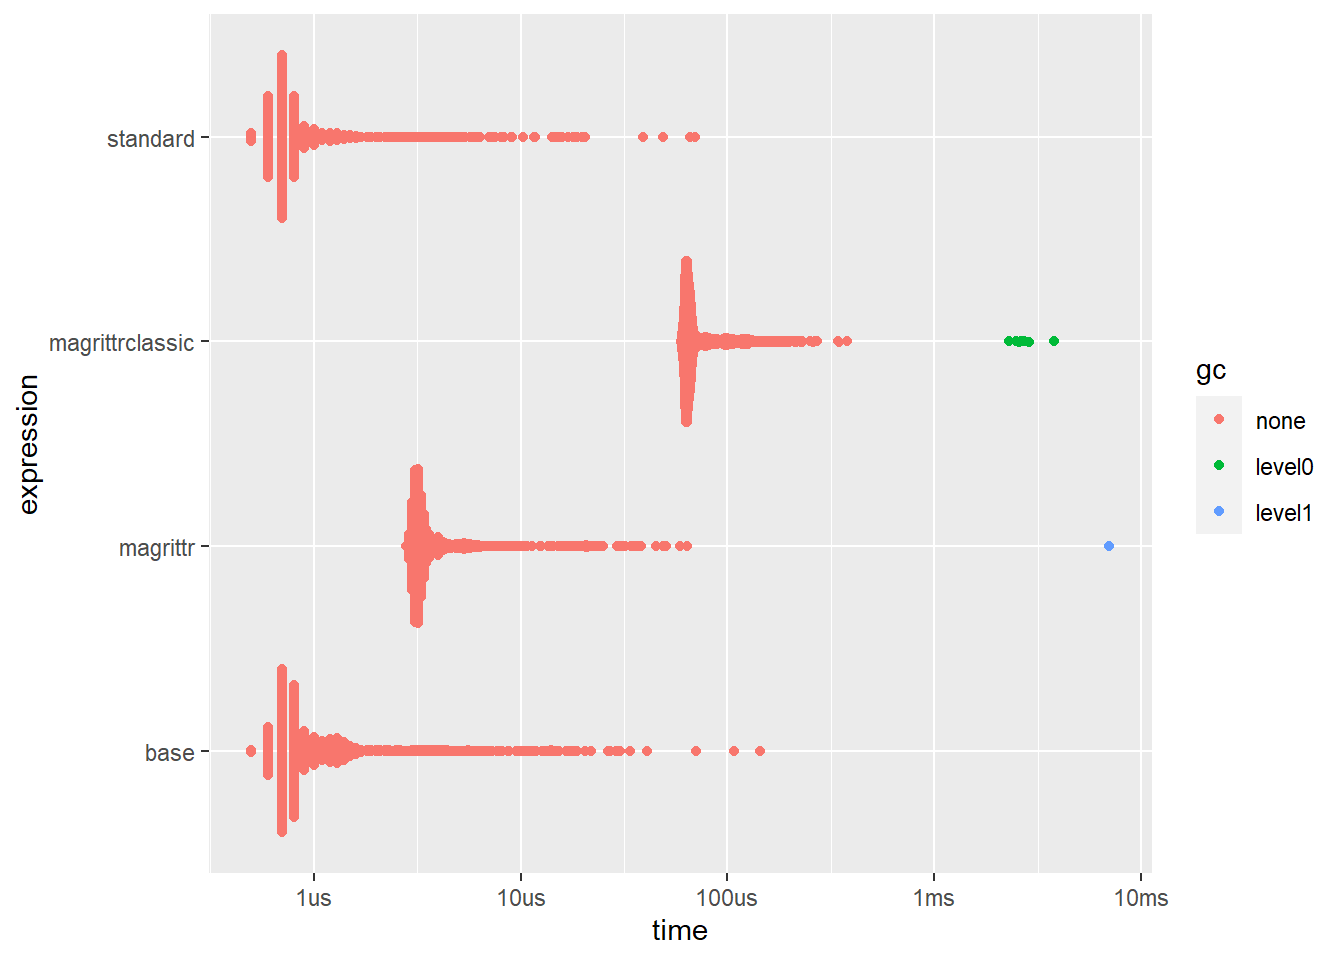 standard
magrittrclassic
magrittr
base
expression
1us
10us
100us
1ms
10ms
time
gc
none
level0
level1